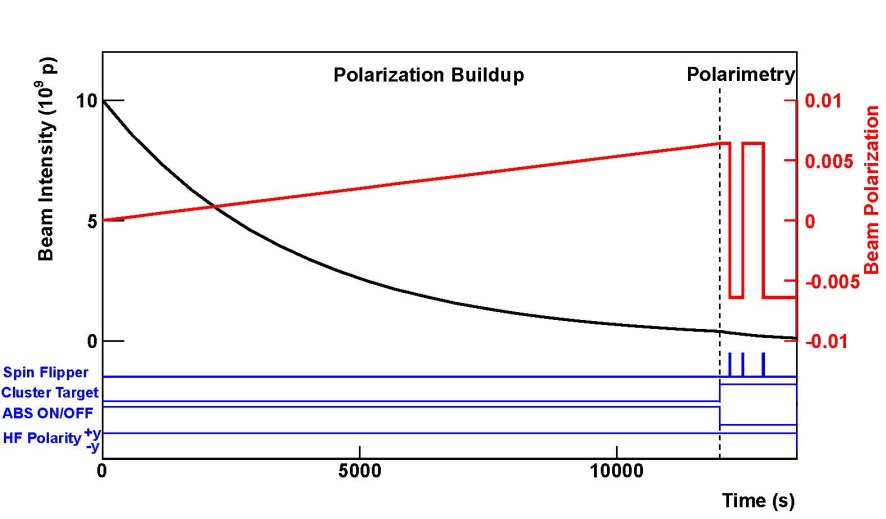 Polarization Buildup
Polarimetry
Beam Intensity (10⁹ p)
10
5
0
0.01
0.005
0
-0.005
-0.01
Beam Polarization
Spin Flipper
Cluster Target
ABS ON/OFF
HF Polarity +y
-y
0
5000
10000
Time (s)